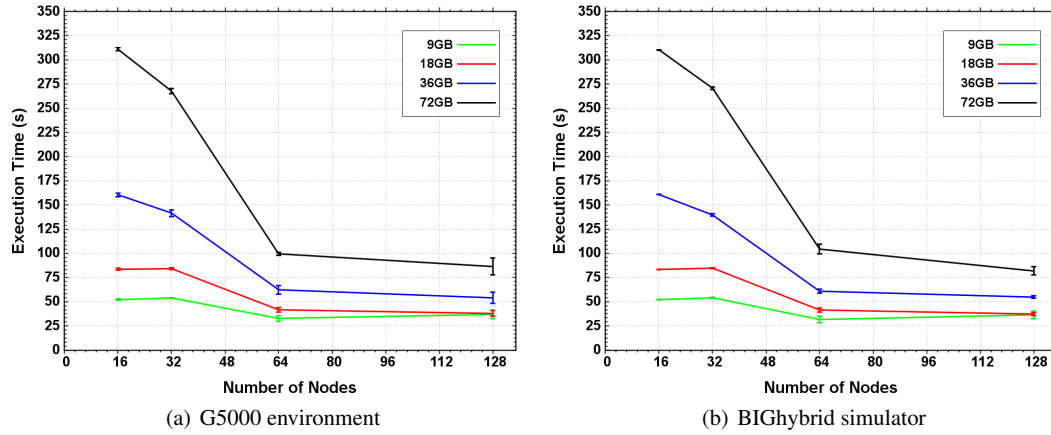 350
325
300
275
250
225
200
175
150
125
100
75
50
25
0
Execution Time (s)
0 16 32 48 64 80 96 112 128
Number of Nodes
9GB
18GB
36GB
72GB
(a) G5000 environment
350
325
300
275
250
225
200
175
150
125
100
75
50
25
0
Execution Time (s)
0 16 32 48 64 80 96 112 128
Number of Nodes
9GB
18GB
36GB
72GB
(b) BIGhybrid simulator